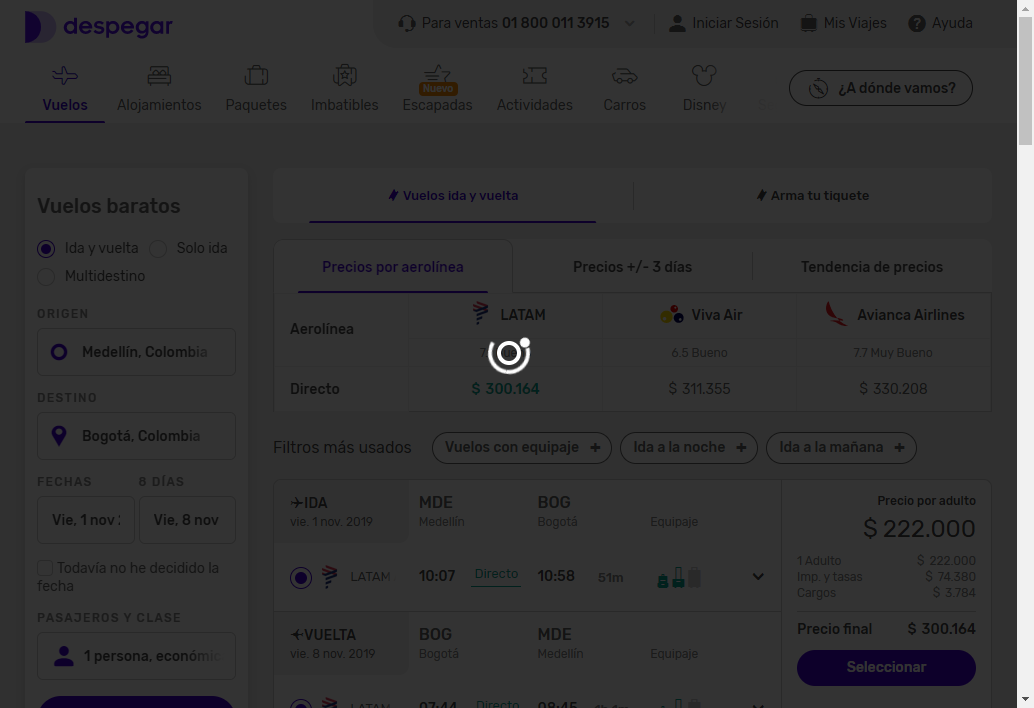 despegar
Para ventas 01 800 011 3915
Iniciar Sesión
Mis Viajes
Ayuda
Vuelos
Alojamientos
Paquetes
Imbatibles
Nuevo
Escapadas
Actividades
Carros
Disney
¿A dónde vamos?
Vuelos baratos
Ida y vuelta
Solo ida
Multidestino
ORIGEN
Medellín, Colombia
DESTINO
Bogotá, Colombia
FECHAS
8 DÍAS
Vie, 1 nov
Vie, 8 nov
Todavía no he decidido la
fecha
PASAJEROS Y CLASE
1 persona, económic
Vuelos ida y vuelta
Arma tu tiquete
Precios por aerolínea
Precios +/- 3 días
Tendencia de precios
Aerolínea
LATAM
Viva Air
Avianca Airlines
6.5 Bueno
7.7 Muy Bueno
Directo
$ 300.164
$ 311.355
$ 330.208
Filtros más usados
Vuelos con equipaje +
Ida a la noche +
Ida a la mañana +
IDA
vie. 1 nov. 2019
MDE
Medellín
BOG
Bogotá
Equipaje
LATAM
10:07
Directo
10:58
51m
VUELTA
vie. 8 nov. 2019
BOG
Bogotá
MDE
Medellín
Equipaje
LATAM
07:44
Directo
08:45
Precio por adulto
$ 222.000
1 Adulto $ 222.000
Imp. y tasas $ 74.380
Cargos $ 3.784
Precio final $ 300.164
Seleccionar